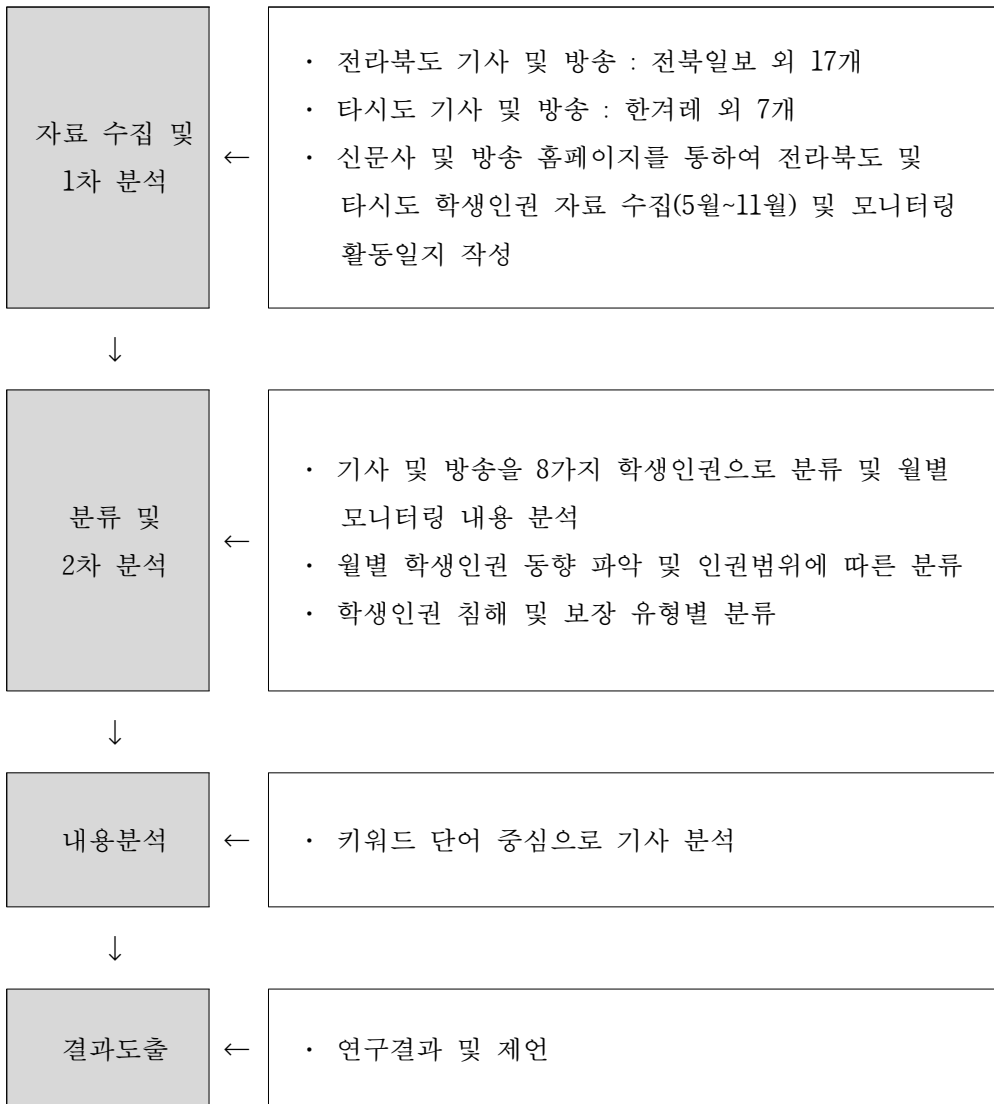 자료 수집 및
1차 분석
←
· 전라북도 기사 및 방송 : 전북일보 외 17개
· 타시도 기사 및 방송 : 한겨레 외 7개
· 신문사 및 방송 홈페이지를 통하여 전라북도 및
타시도 학생인권 자료 수집(5월~11월) 및 모니터링
활동일지 작성
↓
분류 및
2차 분석
←
· 기사 및 방송을 8가지 학생인권으로 분류 및 월별
모니터링 내용 분석
· 월별 학생인권 동향 파악 및 인권범위에 따른 분류
· 학생인권 침해 및 보장 유형별 분류
↓
내용분석
←
· 키워드 단어 중심으로 기사 분석
↓
결과도출
←
· 연구결과 및 제언